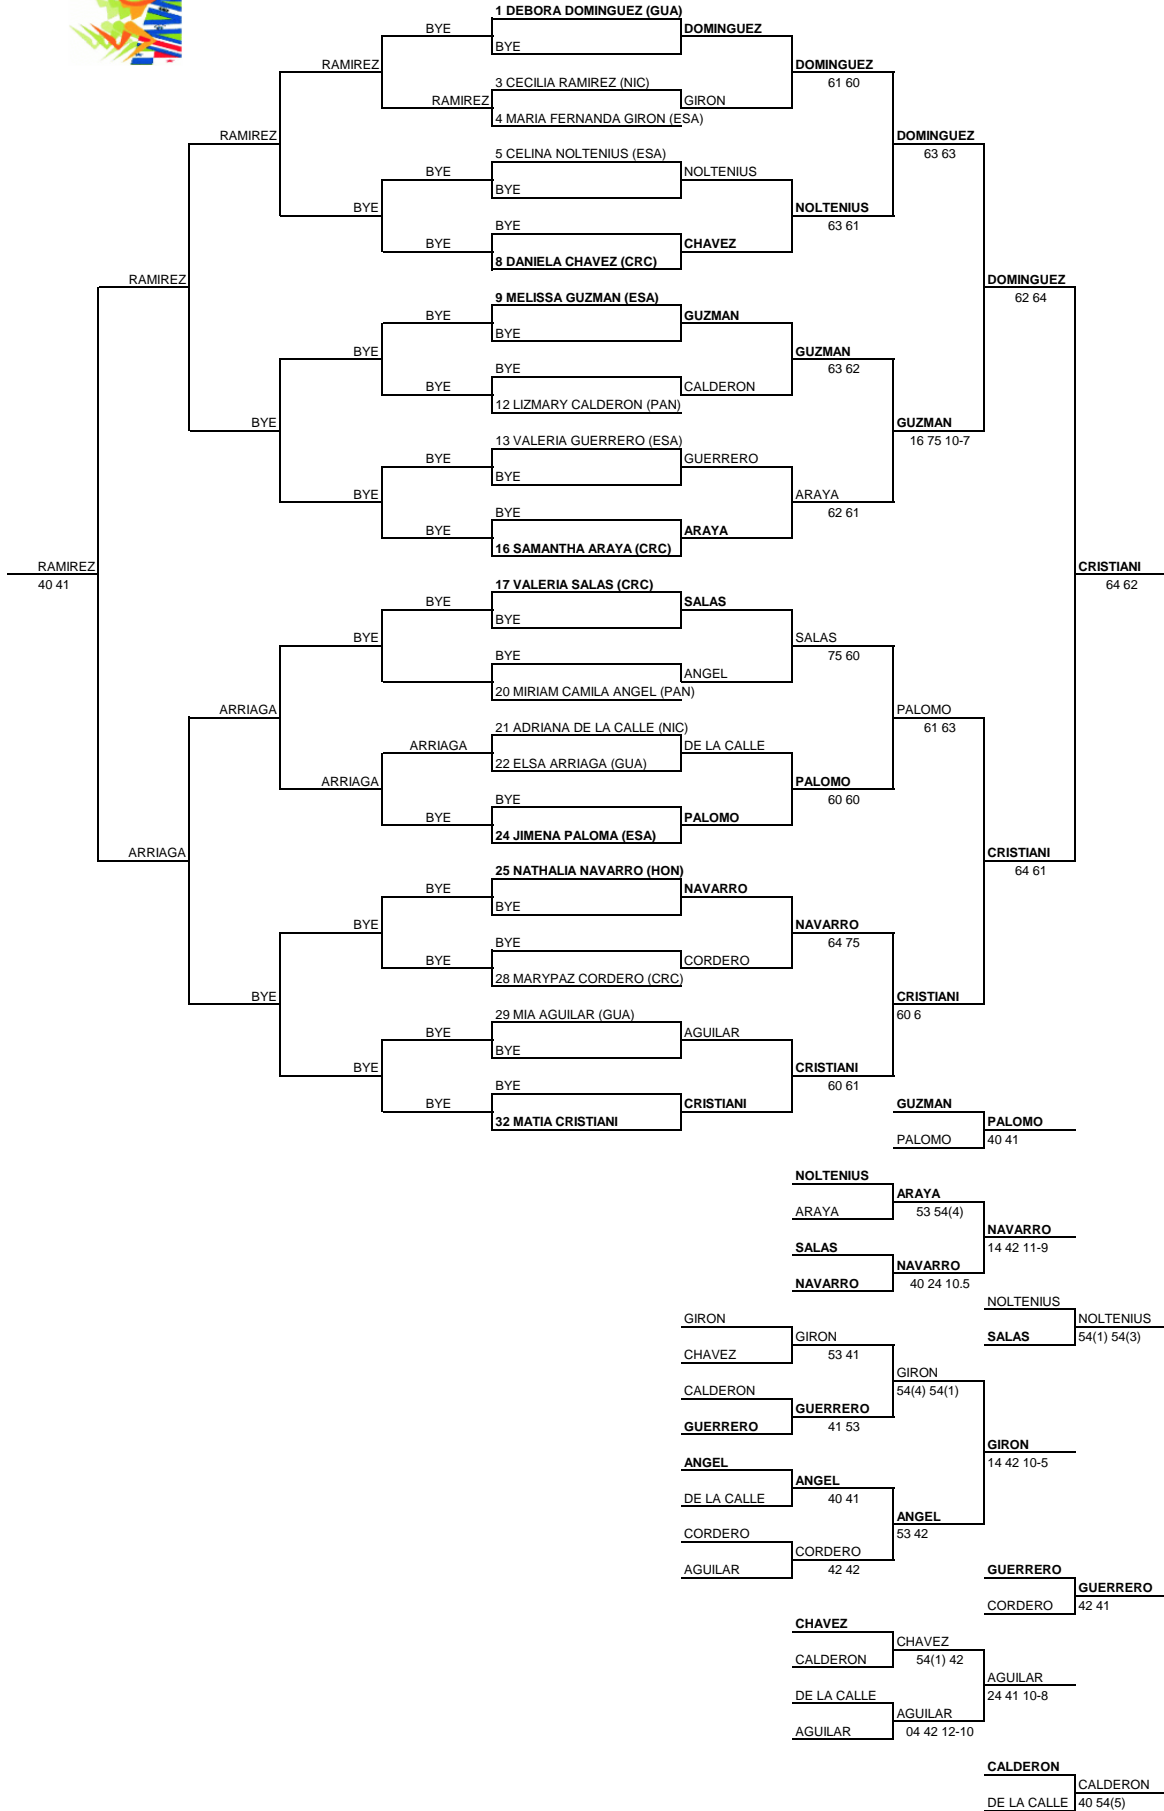 1 DEBORA DOMINGUEZ (GUA)
BYE DOMINGUEZ
BYE
RAMIREZ DOMINGUEZ
3 CECILIA RAMIREZ (NIC) 61 60
RAMIREZ GIRON
4 MARIA FERNANDA GIRON (ESA)
RAMIREZ DOMINGUEZ
5 CELINA NOLTENIUS (ESA) 63 63
BYE NOLTENIUS
BYE
BYE NOLTENIUS
BYE 63 61
BYE CHAVEZ
8 DANIELA CHAVEZ (CRC)
RAMIREZ DOMINGUEZ
9 MELISSA GUZMAN (ESA) 62 64
BYE GUZMAN
BYE
BYE GUZMAN
BYE 63 62
BYE CALDERON
12 LIZMARY CALDERON (PAN)
BYE GUZMAN
13 VALERIA GUERRERO (ESA) 16 75 10-7
BYE GUERRERO
BYE
BYE ARAYA
BYE 62 61
BYE ARAYA
16 SAMANTHA ARAYA (CRC)
RAMIREZ CRISTIANI
40 41 17 VALERIA SALAS (CRC) 64 62
BYE SALAS
BYE
BYE SALAS
BYE 75 60
ANGEL
20 MIRIAM CAMILA ANGEL (PAN)
ARRIAGA PALOMO
21 ADRIANA DE LA CALLE (NIC) 61 63
ARRIAGA DE LA CALLE
22 ELSA ARRIAGA (GUA)
ARRIAGA PALOMO
BYE 60 60
BYE PALOMO
24 JIMENA PALOMA (ESA)
ARRIAGA CRISTIANI
25 NATHALIA NAVARRO (HON) 64 61
BYE NAVARRO
BYE
BYE NAVARRO
BYE 64 75
BYE CORDERO
28 MARYPAZ CORDERO (CRC)
BYE CRISTIANI
29 MIA AGUILAR (GUA) 60 6
BYE AGUILAR
BYE
BYE CRISTIANI
BYE 60 61
BYE CRISTIANI GUZMAN
32 MATIA CRISTIANI PALOMO
PALOMO 40 41
NOLTENIUS
ARAYA
ARAYA 53 54(4)
NAVARRO
SALAS 14 42 11-9
NAVARRO
NAVARRO 40 24 10.5
NOLTENIUS
GIRON NOLTENIUS
GIRON SALAS 54(1) 54(3)
CHAVEZ 53 41
GIRON
CALDERON 54(4) 54(1)
GUERRERO
GUERRERO 41 53
GIRON
ANGEL 14 42 10-5
ANGEL
DE LA CALLE 40 41
ANGEL
CORDERO 53 42
CORDERO
AGUILAR 42 42 GUERRERO
GUERRERO
CORDERO 42 41
CHAVEZ
CHAVEZ
CALDERON 54(1) 42
AGUILAR
DE LA CALLE 24 41 10-8
AGUILAR
AGUILAR 04 42 12-10
CALDERON
CALDERON
DE LA CALLE 40 54(5)